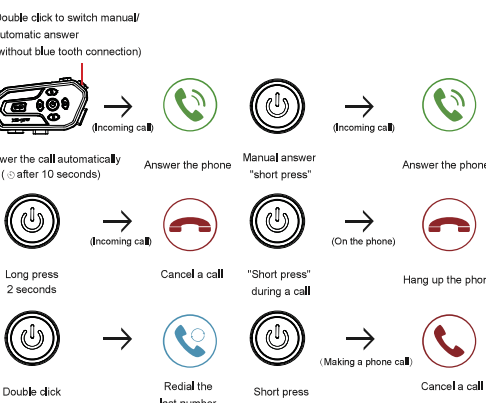 Double click to switch manual/
automatic answer
without blue tooth connection)
(Incoming call)
(Incoming call)
wer the call automatically
( after 10 seconds)
Answer the phone
Manual answer
"short press"
Answer the phone
(Incoming call)
(On the phone)
Long press
2 seconds
Cancel a call
"Short press"
during a call
Hang up the phon
(Making a phone call)
Double click
Redial the
last number
Short press
Cancel a call